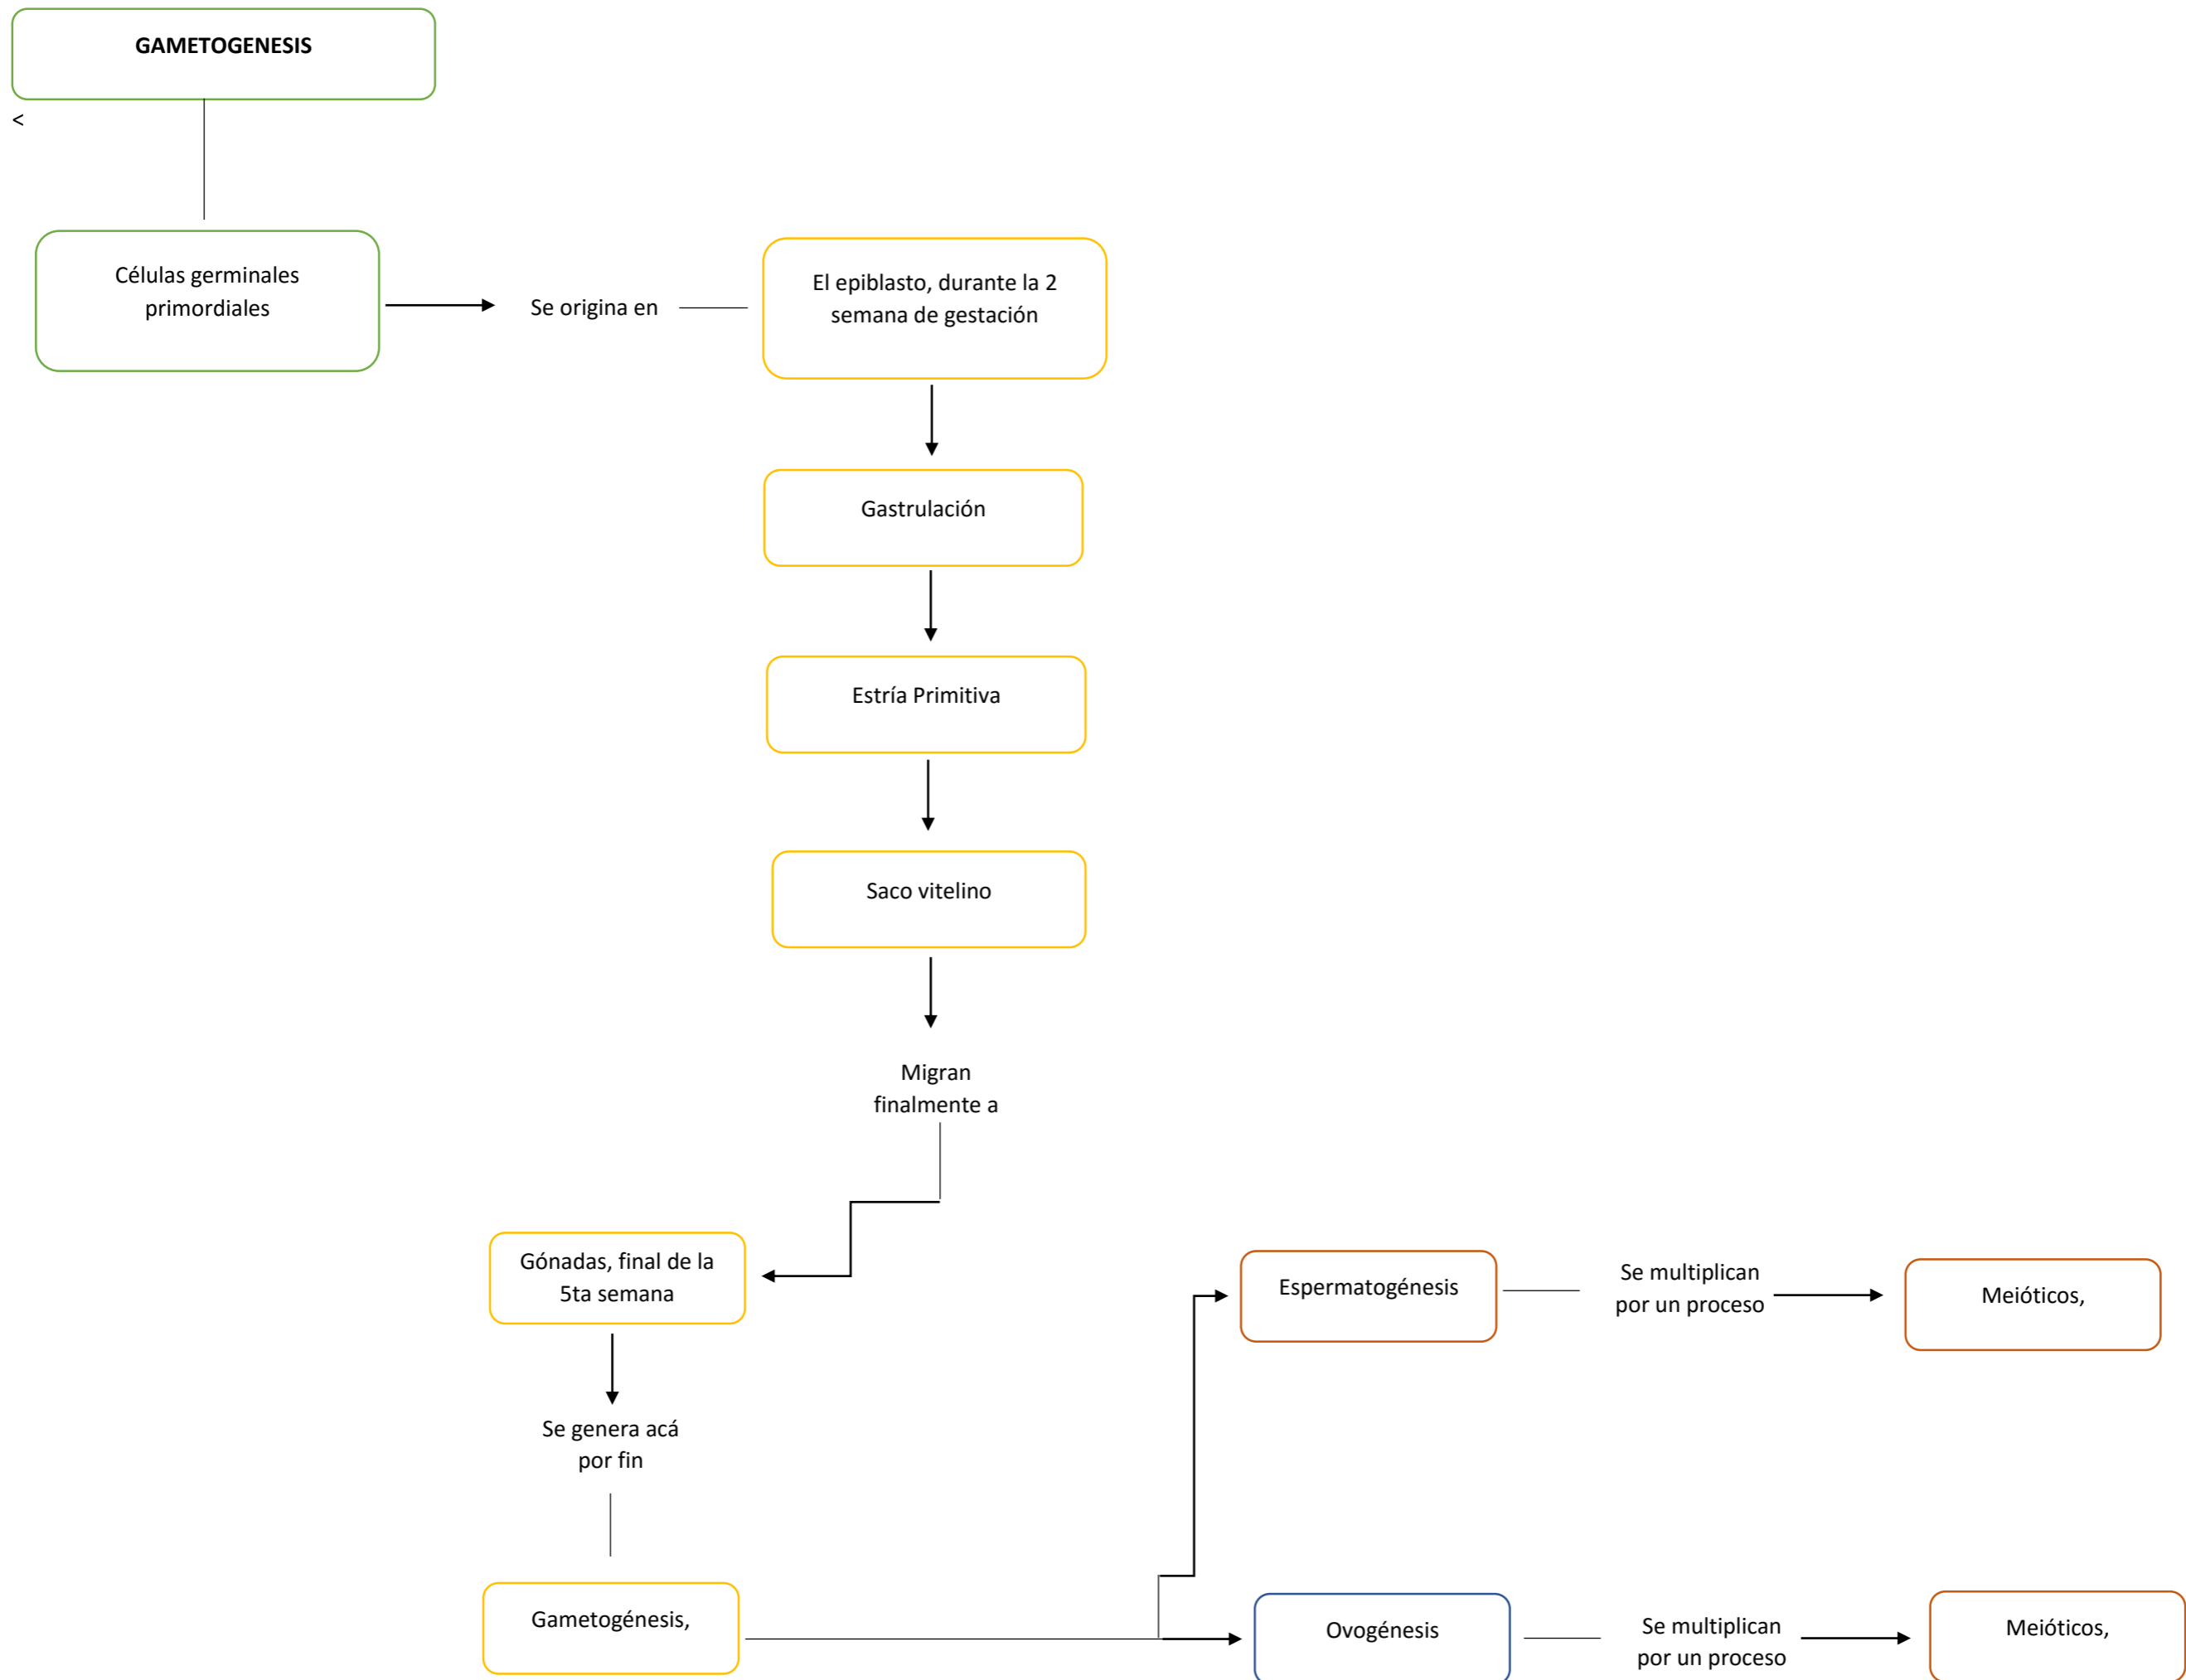 GAMETOGENESIS
<
Células germinales
primordiales
Se origina en
El epiblasto, durante la 2
semana de gestación
Gastrulación
Estría Primitiva
Saco vitelino
Migran
finalmente a
Gónadas, final de la
5ta semana
Se genera acá
por fin
Gametogénesis,
Espermatogénesis
Se multiplican
por un proceso
Meióticos,
Ovogénesis
Se multiplican
por un proceso
Meióticos,